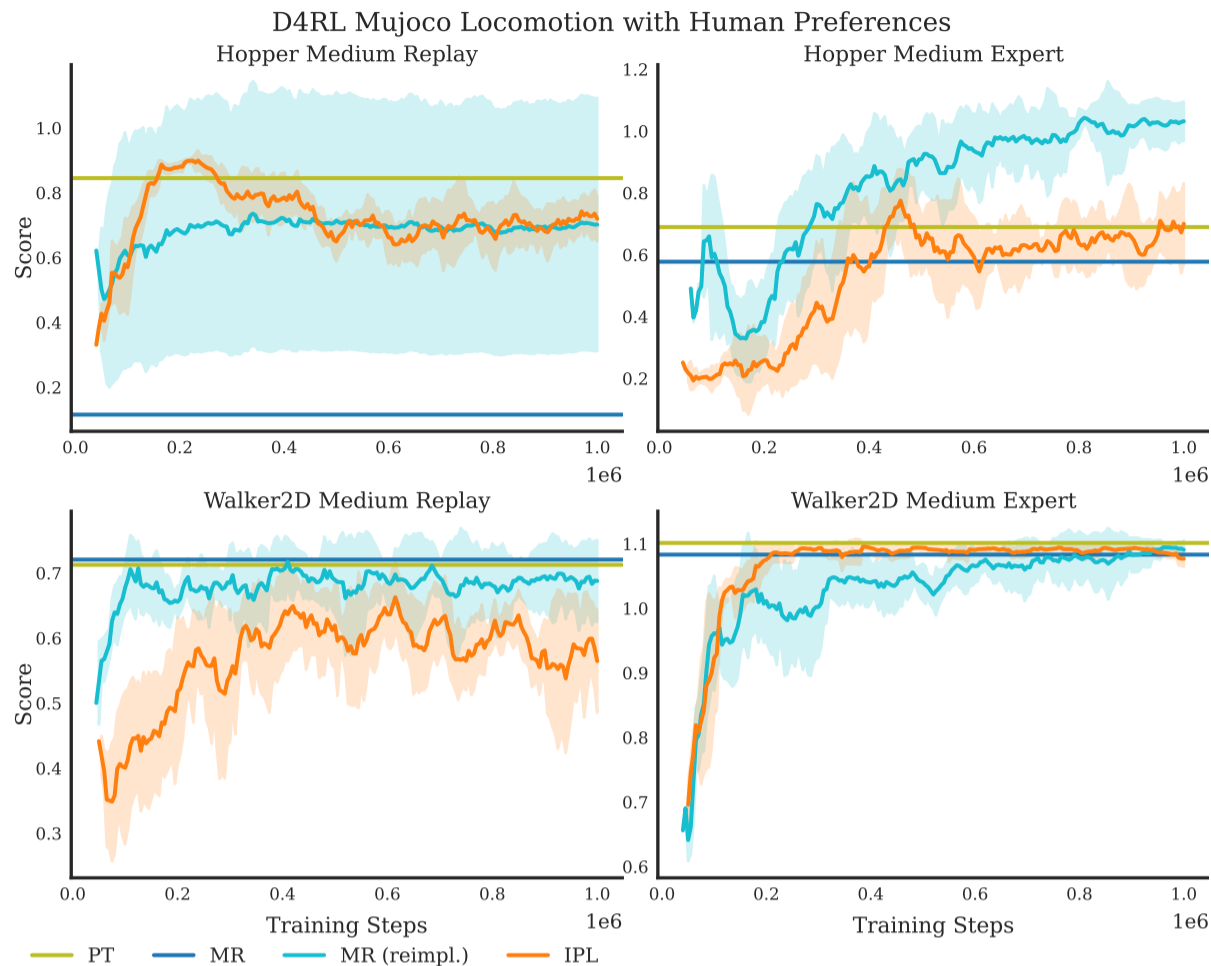 D4RL Mujoco Locomotion with Human Preferences
Hopper Medium Replay
Hopper Medium Expert
Score
1.0
0.8
0.6
0.4
0.2
0.0 0.2 0.4 0.6 0.8 1.0
1e6
1.2
1.0
0.8
0.6
0.4
0.2
0.0 0.2 0.4 0.6 0.8 1.0
1e6
Walker2D Medium Replay
Walker2D Medium Expert
Score
0.7
0.6
0.5
0.4
0.3
0.0 0.2 0.4 0.6 0.8 1.0
1e6
Training Steps
1.1
1.0
0.9
0.8
0.7
0.6
0.0 0.2 0.4 0.6 0.8 1.0
1e6
Training Steps
PT MR MR (reimpl.) IPL